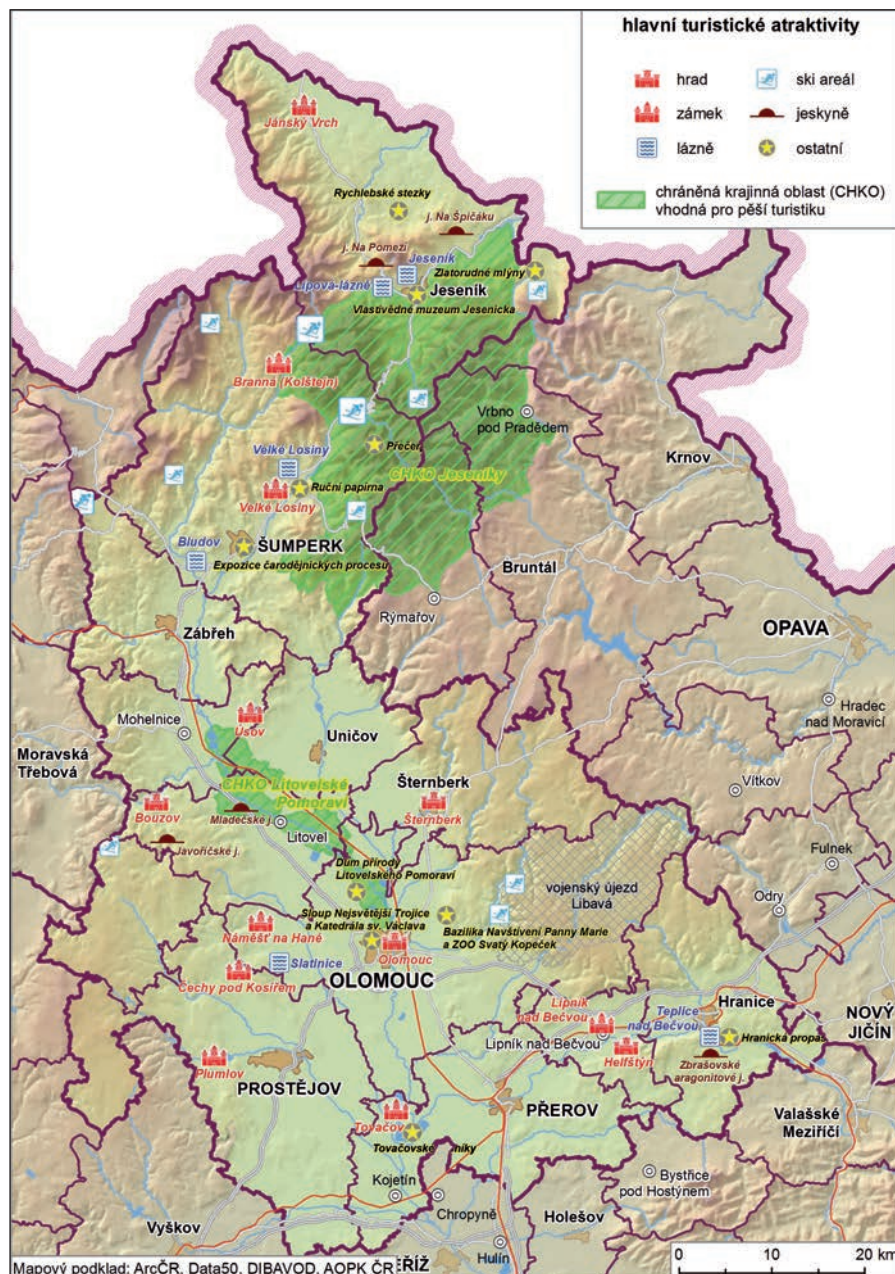 hlavní turistické atraktivity
hrad
ski areál
zámek
jeskyně
lázně
ostatní
chráněná krajinná oblast (CHKO)
vhodná pro pěší turistiku
Jánský Vrch
Rychlebské stezky
j. Na Špičáku
j. Na Pomezí
Jeseník
Zlatorudné mlýny
Lipová-lázně
Jeseník
Vlastivědné muzeum Jesenicka
Branná (Kolštejn)
Vrbno
pod Pradědem
Přečerp
Krnov
Velké Losiny
CHKO Jeseníky
Ruční papírna
Velké Losiny
Bludov
ŠUMPERK
Expozice čarodějnických procesů
Bruntál
Rýmařov
Zábřeh
OPAVA
Úsov
Mohelnice
Hradec
nad Moravicí
Uničov
Moravská
Třebová
Šternberk
CHKO Litovelské
Pomoraví
Vítkov
Bouzov
Mladečské j.
Šternberk
Litovel
Javoříčské j.
Fulnek
Dům přírody
Litovelského Pomoraví
vojenský újezd
Libavá
Odry
Sloup Nejsvětější Trojice
a Katedrála sv. Václava
Bazilika Navštívení Panny Marie
a ZOO Svatý Kopeček
Náměšť na Hané
Slatinice
Olomouc
Čechy pod Kosířem
OLOMOUC
Lipník
nad Bečvou
Teplice
nad Bečvou
Hranice
NOVÝ
JIČÍN
Lipník nad Bečvou
Hranická propast
Helfštýn
Zbrašovské
aragonitové j.
Plumlov
PROSTĚJOV
PŘEROV
Valašské
Meziříčí
Tovačov
Tovačovské
níky
Kojetín
Bystřice
pod Hostýnem
Chropyně
Vyškov
Holešov
Hulín
0 10 20 km
Mapový podklad: ArcČR, Data50, DIBAVOD, AOPK ČR
ĚŘÍŽ